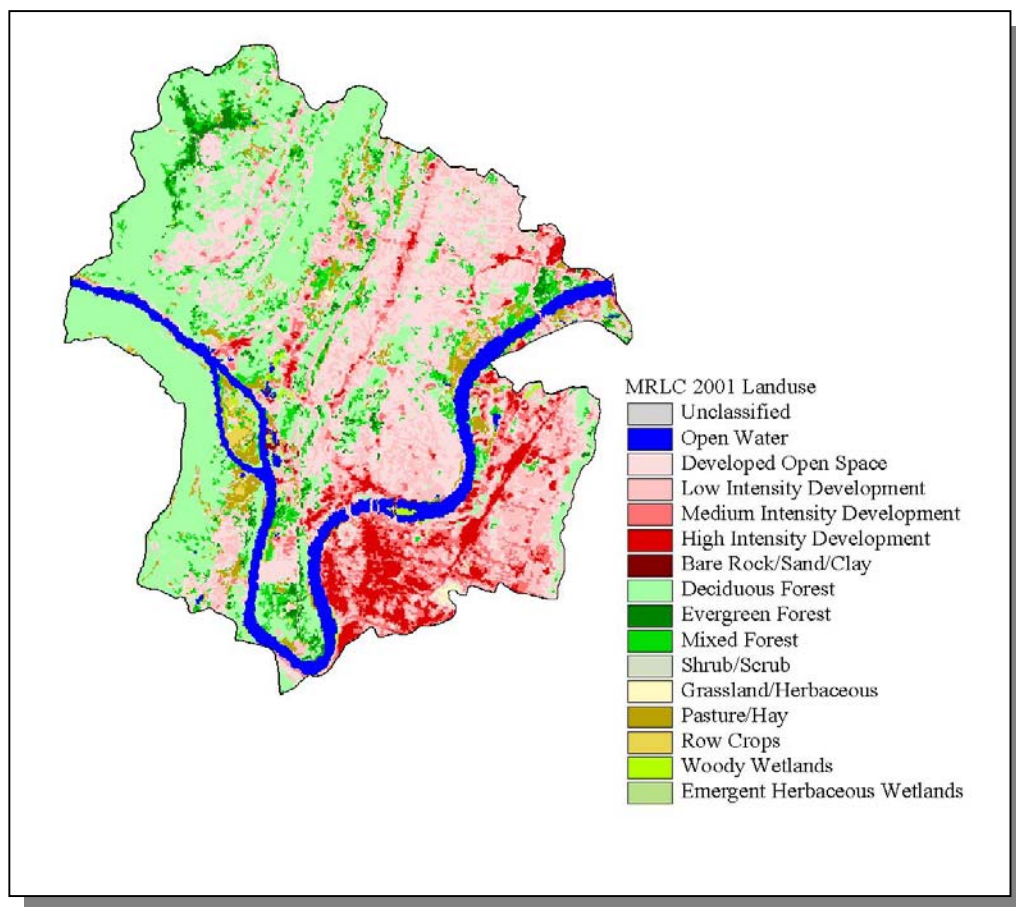 MRLC 2001 Landuse
Unclassified
Open Water
Developed Open Space
Low Intensity Development
Medium Intensity Development
High Intensity Development
Bare Rock/Sand/Clay
Deciduous Forest
Evergreen Forest
Mixed Forest
Shrub/Scrub
Grassland/Herbaceous
Pasture/Hay
Row Crops
Woody Wetlands
Emergent Herbaceous Wetlands